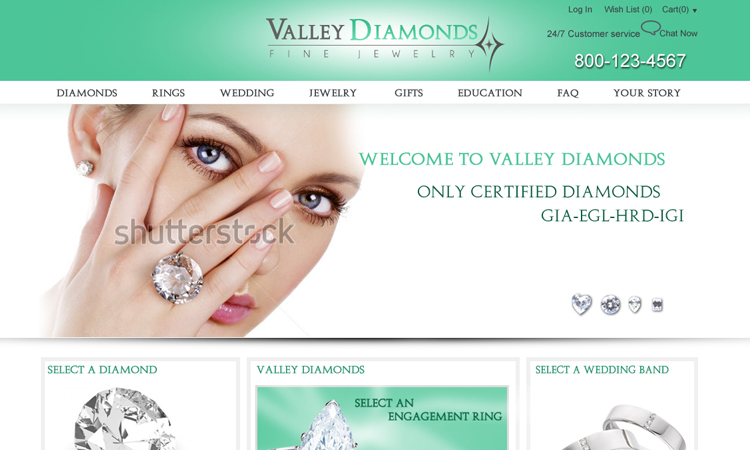 Log In Wish List (0) Cart(0)
24/7 Customer service Chat Now
800-123-4567
VALLEY DIAMONDS
FINE JEWELRY
DIAMONDS RINGS WEDDING JEWELRY GIFTS EDUCATION FAQ YOUR STORY
WELCOME TO VALLEY DIAMONDS
ONLY CERTIFIED DIAMONDS
GIA-EGL-HRD-IGI
shutterstock
SELECT A DIAMOND
VALLEY DIAMONDS
SELECT AN
ENGAGEMENT RING
SELECT A WEDDING BAND